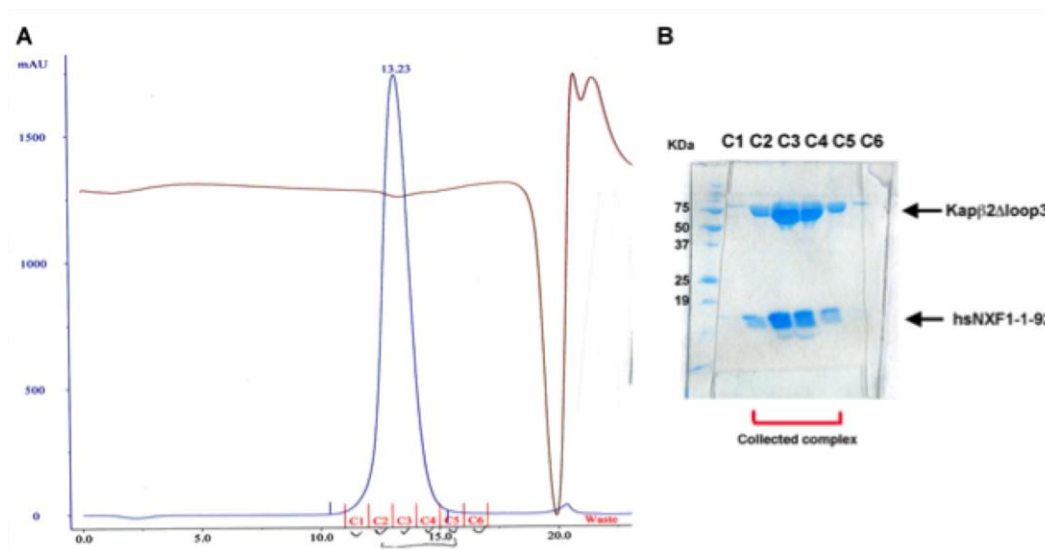 A
mAU
13.23
1500
1000
500
0
C1 C2 C3 C4 C5 C6 Waste
0.0 5.0 10.0 15.0 20.0
B
KDa C1 C2 C3 C4 C5 C6
75
50
37
25
19
Kapβ2Δloop3
hsNXF1-1-92
Collected complex